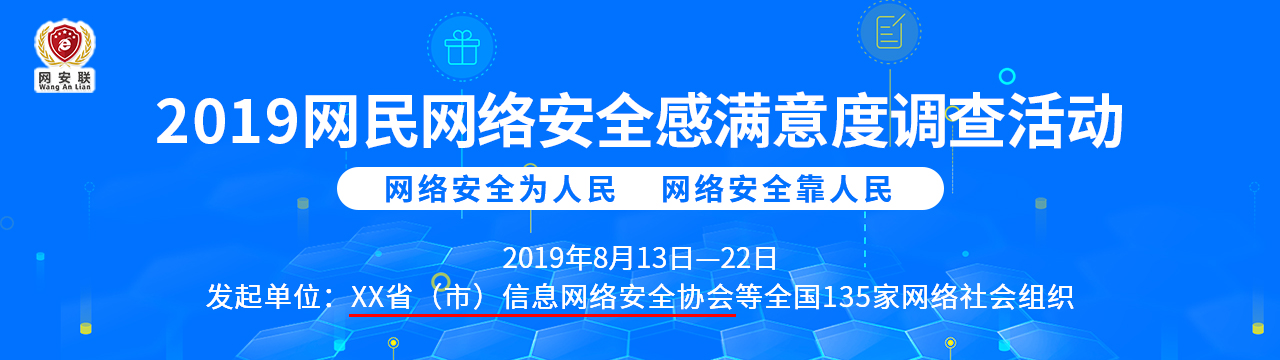 网安联
Wang An Lian
2019网民网络安全感满意度调查活动
网络安全为人民 网络安全靠人民
2019年8月13日—22日
发起单位：XX省（市）信息网络安全协会等全国135家网络社会组织